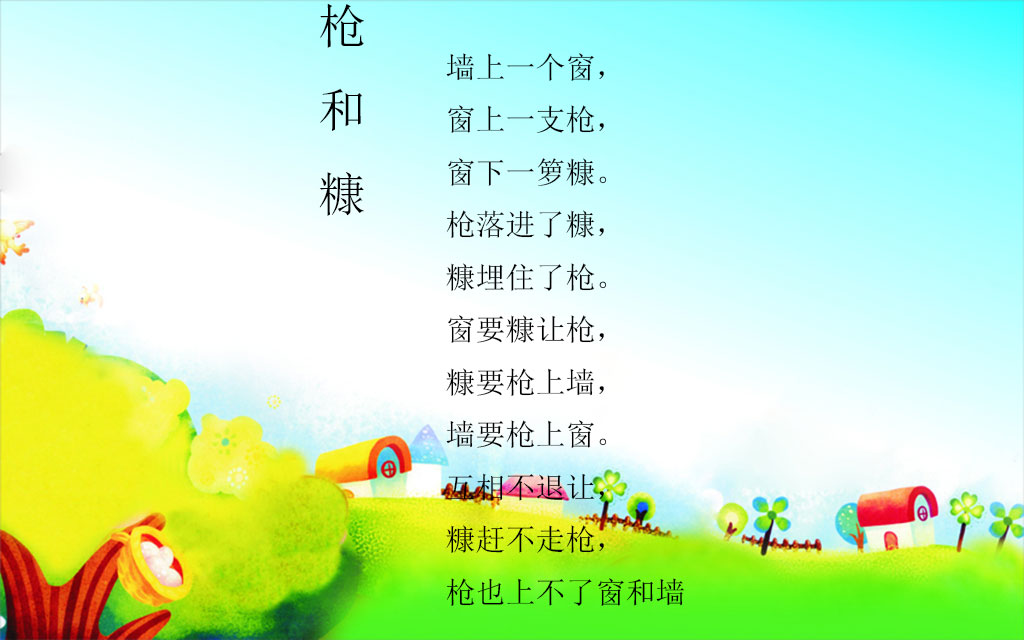 枪和糠
墙上一个窗，
窗上一支枪，
窗下一箩糠。
枪落进了糠，
糠埋住了枪。
窗要糠让枪，
糠要枪上墙，
墙要枪上窗。
互相不退让，
糠赶不走枪，
枪也上不了窗和墙